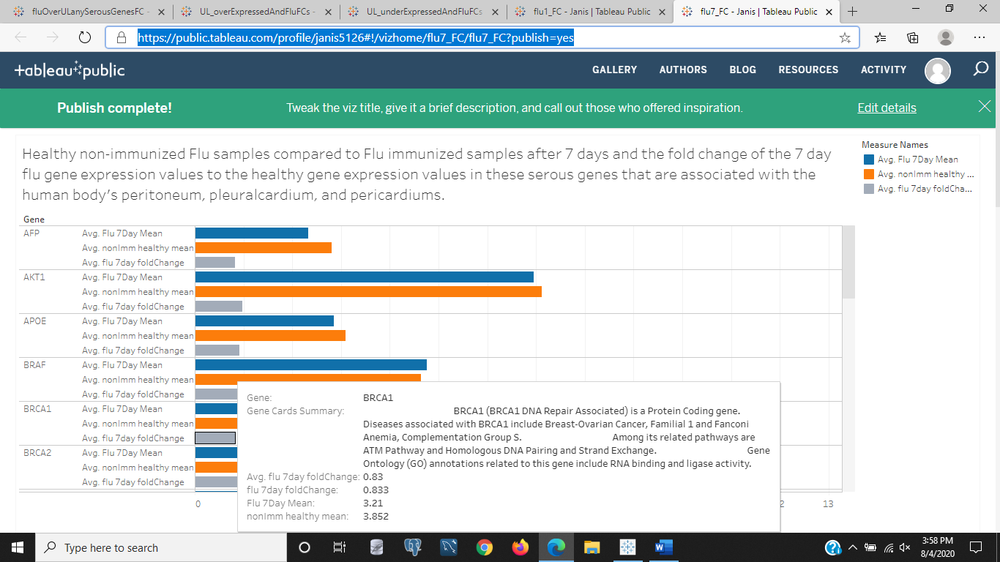 fluOverULanySerousGenesFC -
UL_overExpressedAndFluFCs -
UL_underExpressedAndFluFCs
flu1_FC - Janis | Tableau Public
flu7_FC - Janis | Tableau Public
https://public.tableau.com/profile/janis5126#!/vizhome/flu7_FC/flu7_FC?publish=yes
tableau public
GALLERY AUTHORS BLOG RESOURCES ACTIVITY
Publish complete! Tweak the viz title, give it a brief description, and call out those who offered inspiration. Edit details
Healthy non-immunized Flu samples compared to Flu immunized samples after 7 days and the fold change of the 7 day
flu gene expression values to the healthy gene expression values in these serous genes that are associated with the
human body's peritoneum, pleuralcardium, and pericardiums.
Measure Names
Avg. Flu 7Day Mean
Avg. nonImm healthy ...
Avg. flu 7day foldCha...
Gene
AFP Avg. Flu 7Day Mean
Avg. nonImm healthy mean
Avg. flu 7day foldChange
AKT1 Avg. Flu 7Day Mean
Avg. nonImm healthy mean
Avg. flu 7day foldChange
APOE Avg. Flu 7Day Mean
Avg. nonImm healthy mean
Avg. flu 7day foldChange
BRAF Avg. Flu 7Day Mean
Avg. nonImm healthy mean
Avg. flu 7day foldChange
BRCA1 Avg. Flu 7Day Mean
Avg. nonImm healthy mean
Avg. flu 7day foldChange
BRCA2 Avg. Flu 7Day Mean
Avg. nonImm healthy mean
Avg. flu 7day foldChange
Gene: BRCA1
Gene Cards Summary: BRCA1 (BRCA1 DNA Repair Associated) is a Protein Coding gene.
Diseases associated with BRCA1 include Breast-Ovarian Cancer, Familial 1 and Fanconi
Anemia, Complementation Group S. Among its related pathways are
ATM Pathway and Homologous DNA Pairing and Strand Exchange. Gene
Ontology (GO) annotations related to this gene include RNA binding and ligase activity.
Avg. flu 7day foldChange: 0.83
flu 7day foldChange: 0.833
Flu 7Day Mean: 3.21
nonImm healthy mean: 3.852
0 2 13
Type here to search
3:58 PM
8/4/2020